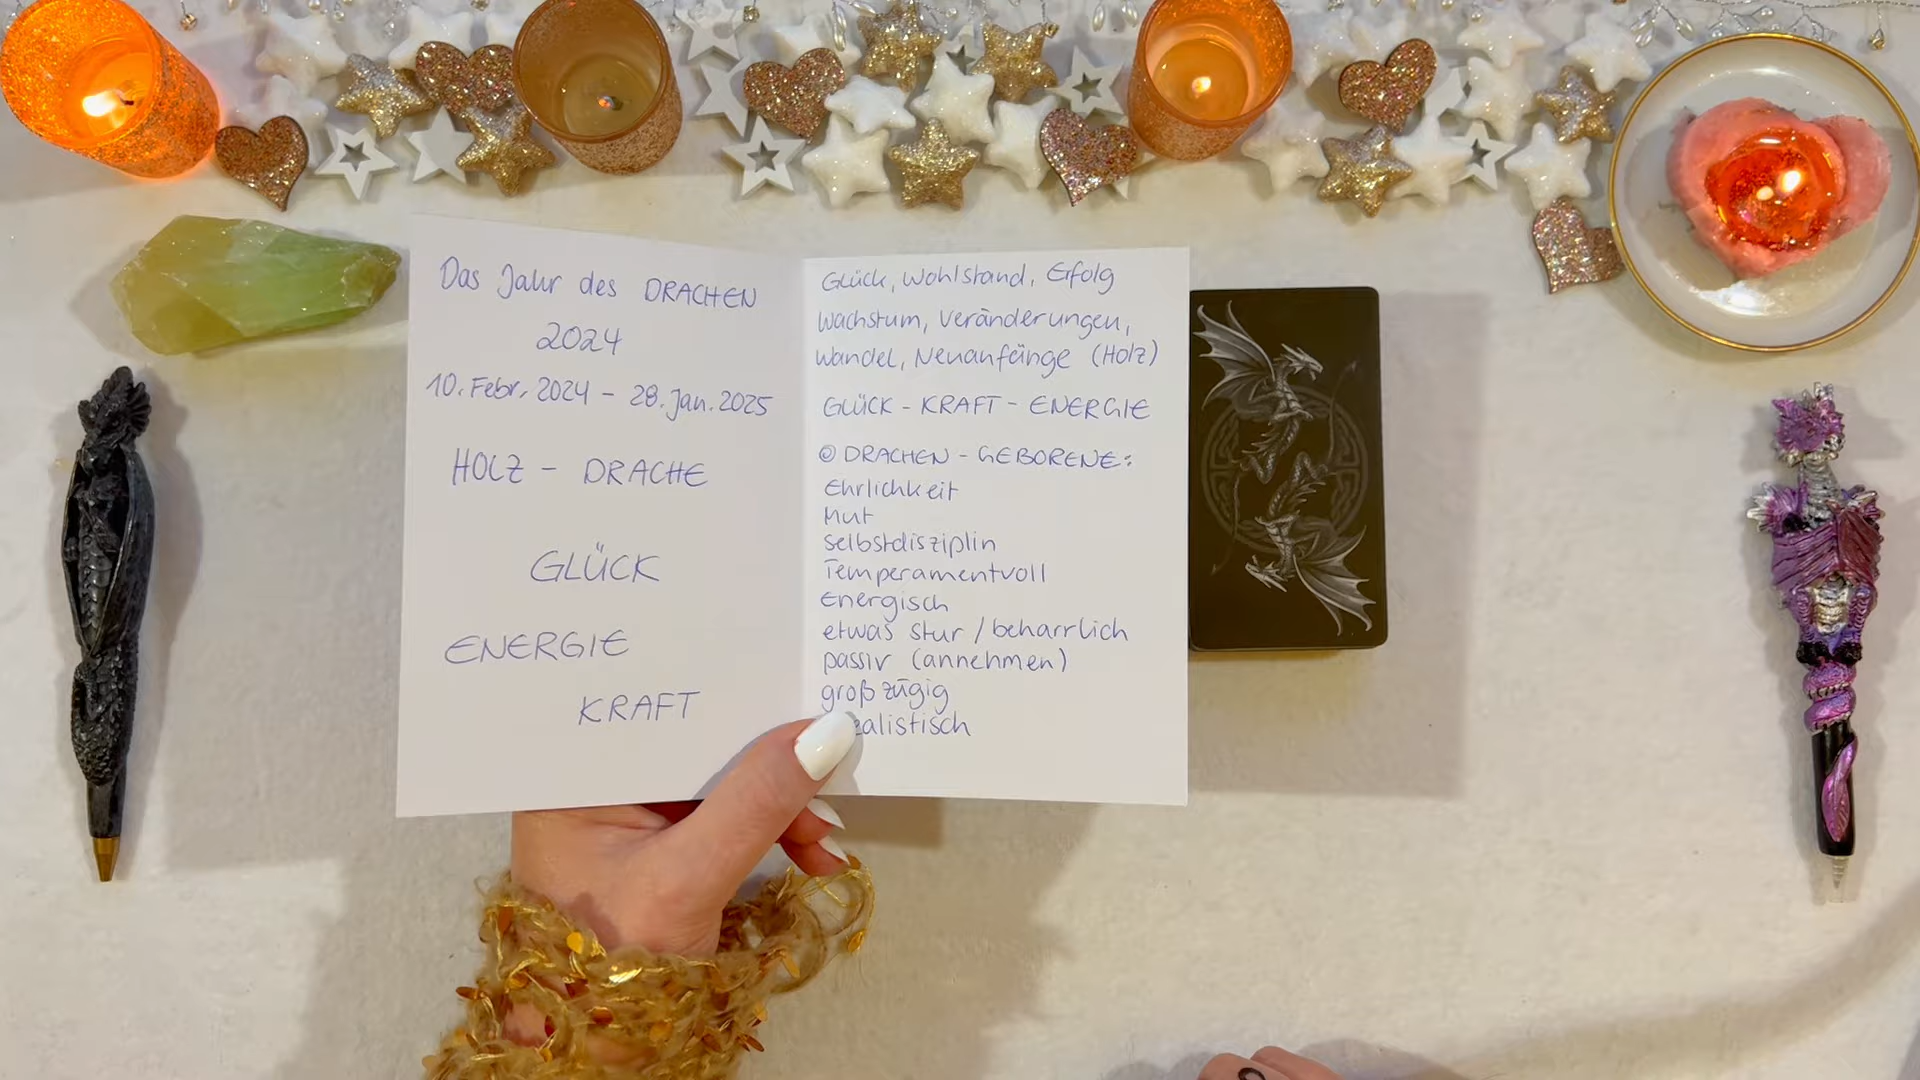 Das Jahr des DRACHEN
2024
10. Febr. 2024 - 28. Jan. 2025
HOLZ - DRACHE
GLÜCK
ENERGIE
KRAFT
Glück, Wohlstand, Erfolg
Wachstum, Veränderungen,
Wandel, Neuanfänge (Holz)
GLÜCK - KRAFT - ENERGIE
DRACHEN - GEBORENE:
Ehrlichkeit
Mut
Selbstdisziplin
Temperamentvoll
Energisch
etwas stur / beharrlich
passiv (annehmen)
großzügig